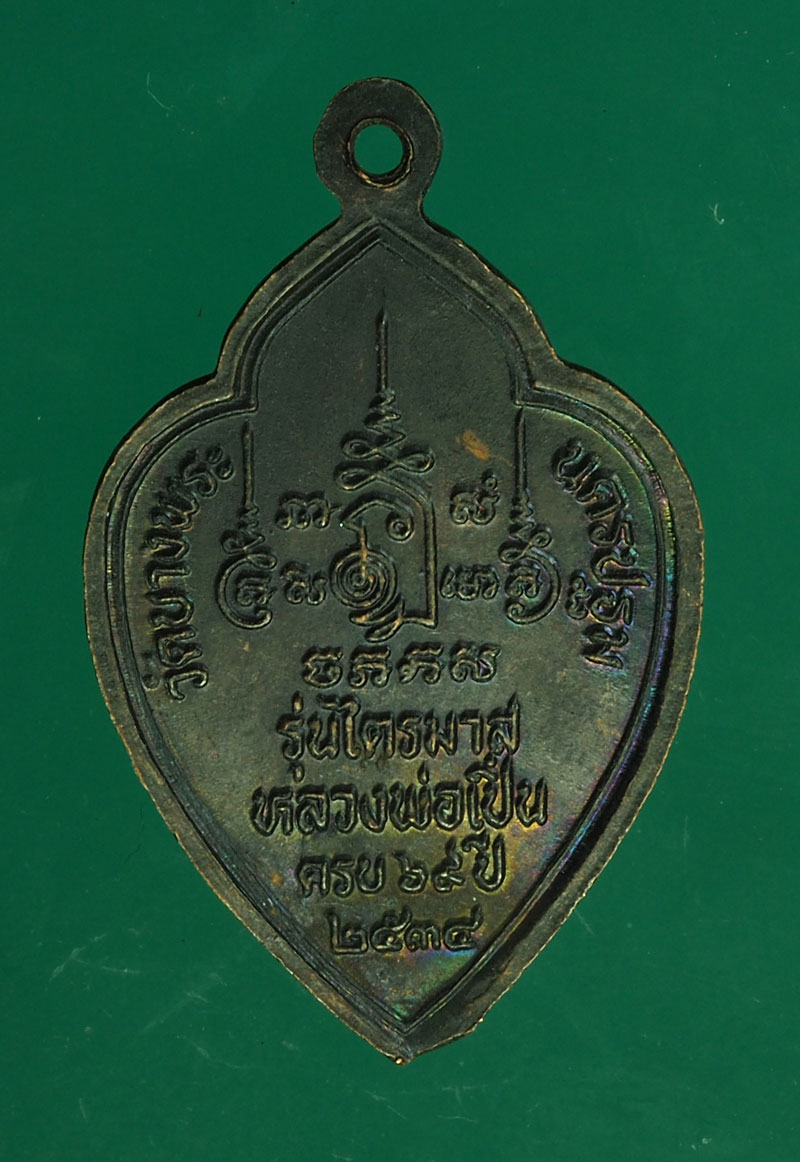 วัดบางพระ
นครปฐม
รุ่นไตรมาส
หลวงพ่อเปิ่น
ครบ ๖๙ ปี
๒๕๓๔